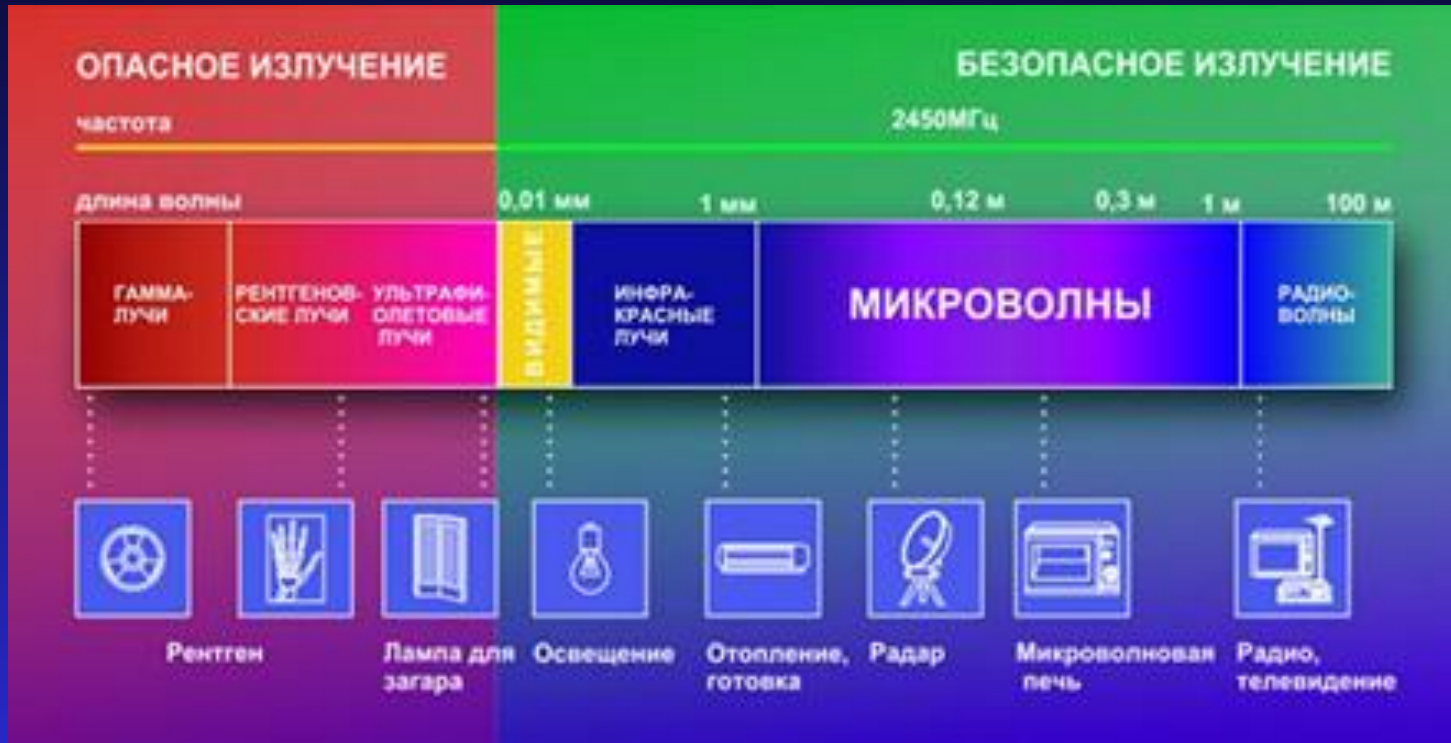 ОПАСНОЕ ИЗЛУЧЕНИЕ
БЕЗОПАСНОЕ ИЗЛУЧЕНИЕ
частота
2450МГц
длина волны
0,01 мм
1 мм
0,12 м
0,3 м
1 м
100 м
ГАММА-
ЛУЧИ
РЕНТГЕНОВ-
СКИЕ ЛУЧИ
УЛЬТРАФИ-
ОЛЕТОВЫЕ
ЛУЧИ
ВИДИМЫЕ
ИНФРА-
КРАСНЫЕ
ЛУЧИ
МИКРОВОЛНЫ
РАДИО-
ВОЛНЫ
Рентген
Лампа для
загара
Освещение
Отопление,
готовка
Радар
Микроволновая
печь
Радио,
телевидение